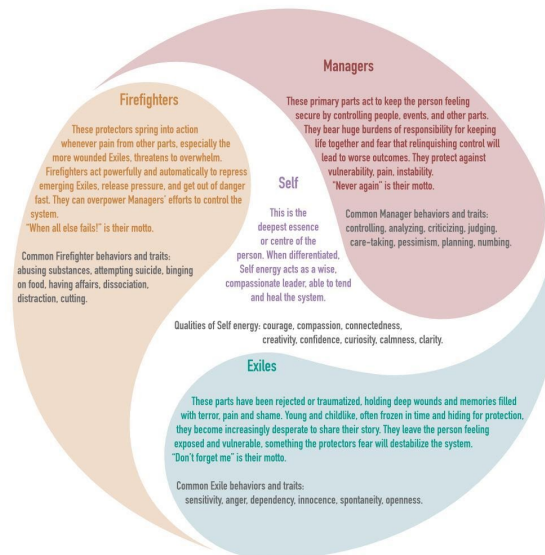 Managers
These primary parts act to keep the person feeling
secure by controlling people, events, and other parts.
They bear huge burdens of responsibility for keeping
life together and fear that relinquishing control will
lead to worse outcomes. They protect against
vulnerability, pain, instability.
"Never again" is their motto.
Common Manager behaviors and traits:
controlling, analyzing, criticizing, judging,
care-taking, pessimism, planning, numbing.
Firefighters
These protectors spring into action
whenever pain from other parts, especially the
more wounded Exiles, threatens to overwhelm.
Firefighters act powerfully and automatically to repress
emerging Exiles, release pressure, and get out of danger
fast. They can overpower Managers' efforts to control the
system.
"When all else fails!" is their motto.
Common Firefighter behaviors and traits:
abusing substances, attempting suicide, binging
on food, having affairs, dissociation,
distraction, cutting.
Self
This is the
deepest essence
or centre of the
person. When differentiated,
Self energy acts as a wise,
compassionate leader, able to tend
and heal the system.
Qualities of Self energy: courage, compassion, connectedness,
creativity, confidence, curiosity, calmness, clarity.
Exiles
These parts have been rejected or traumatized, holding deep wounds and memories filled
with terror, pain and shame. Young and childlike, often frozen in time and hiding for protection,
they become increasingly desperate to share their story. They leave the person feeling
exposed and vulnerable, something the protectors fear will destabilize the system.
"Don't forget me" is their motto.
Common Exile behaviors and traits:
sensitivity, anger, dependency, innocence, spontaneity, openness.